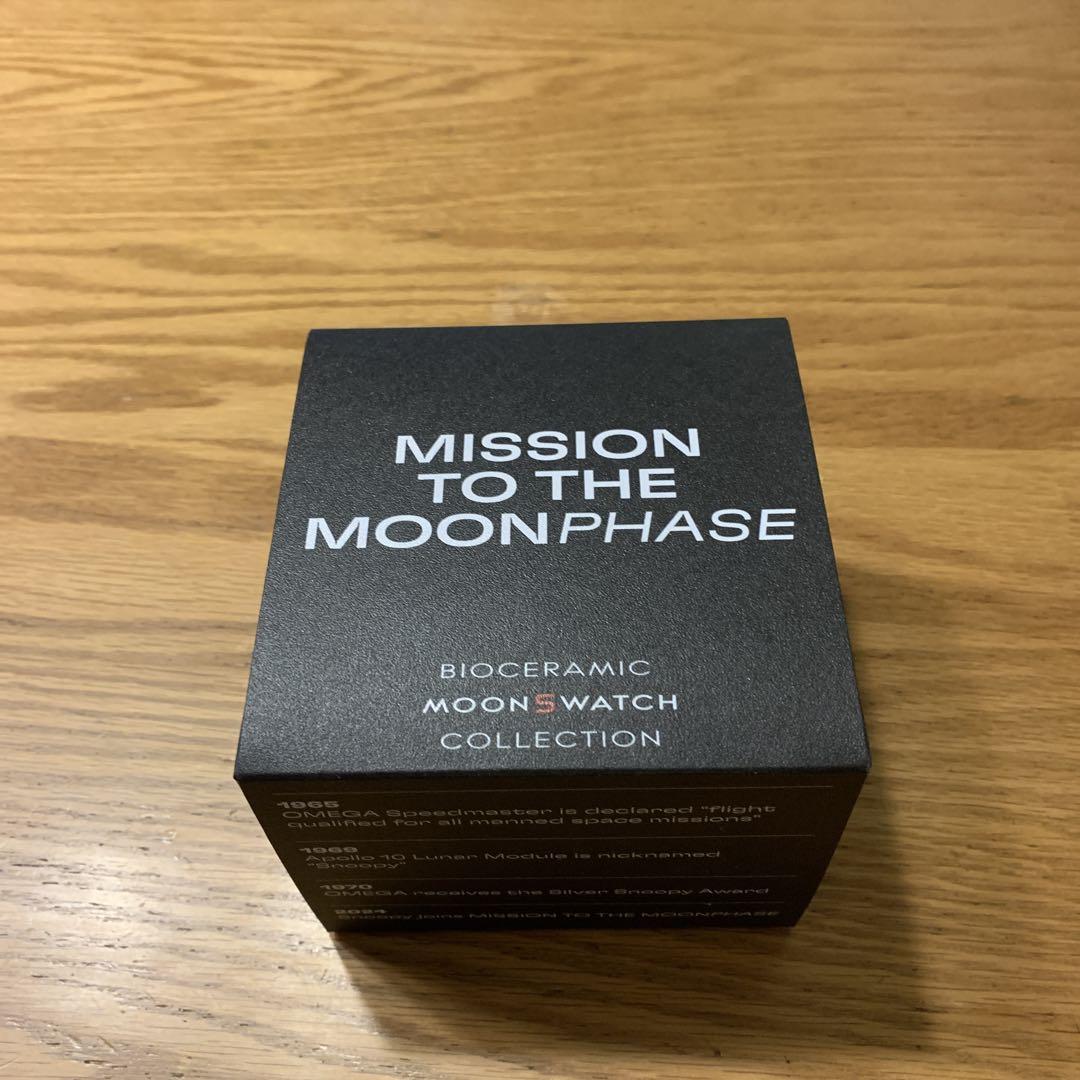 MISSION
TO THE
MOONPHASE
BIOCERAMIC
MOONSWATCH
COLLECTION
1965
OMEGA Speedmaster is declared "flight
qualified for all manned space missions"
1969
Apollo 10 Lunar Module is nicknamed
"Snoopy"
1970
OMEGA receives the Silver Snoopy Award
2024
Snoopy joins MISSION TO THE MOONPHASE